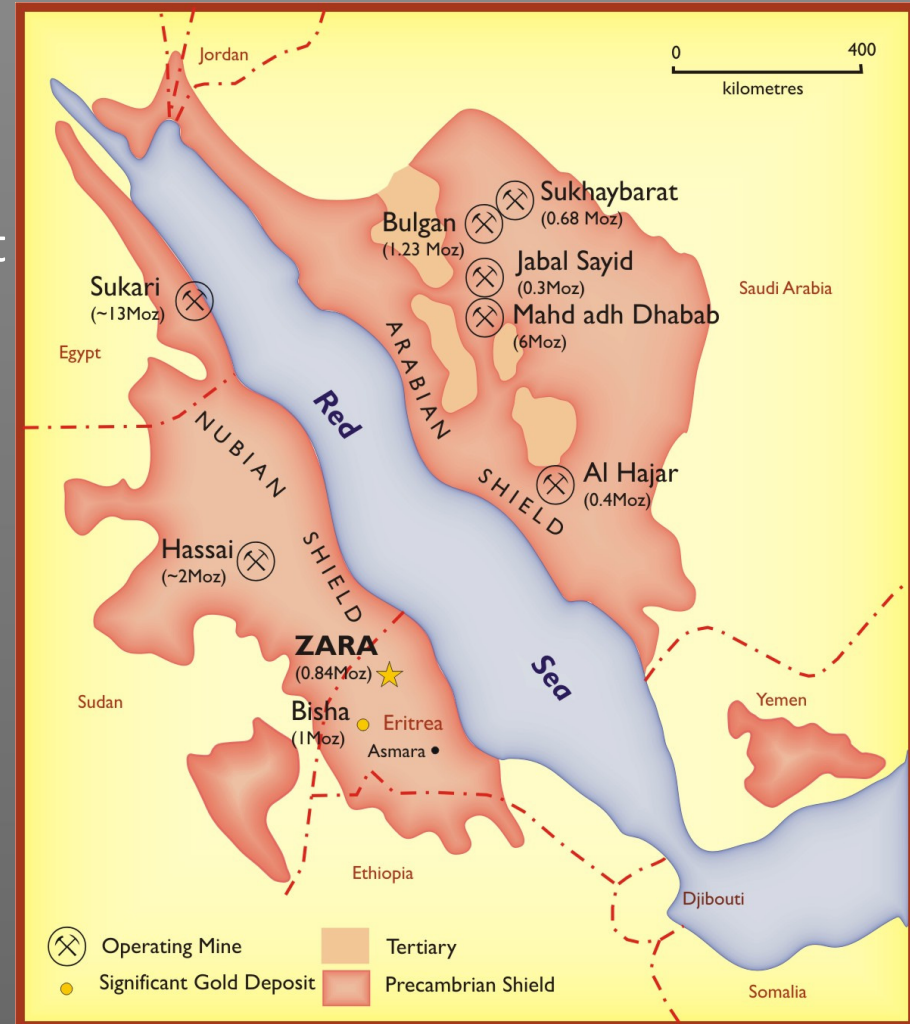 Jordan
0 400
kilometres
Sukhaybarat
(0.68 Moz)
Bulgan
(1.23 Moz)
Jabal Sayid
(0.3Moz)
Saudi Arabia
Sukari
(~13Moz)
Mahd adh Dhabab
(6Moz)
Egypt
ARABIAN
SHIELD
Red
NUBIAN
SHIELD
Al Hajar
(0.4Moz)
Hassai
(~2Moz)
ZARA
(0.84Moz)
Sea
Sudan
Yemen
Bisha
(1Moz)
Eritrea
Asmara
Ethiopia
Djibouti
Somalia
Operating Mine
Tertiary
Significant Gold Deposit
Precambrian Shield